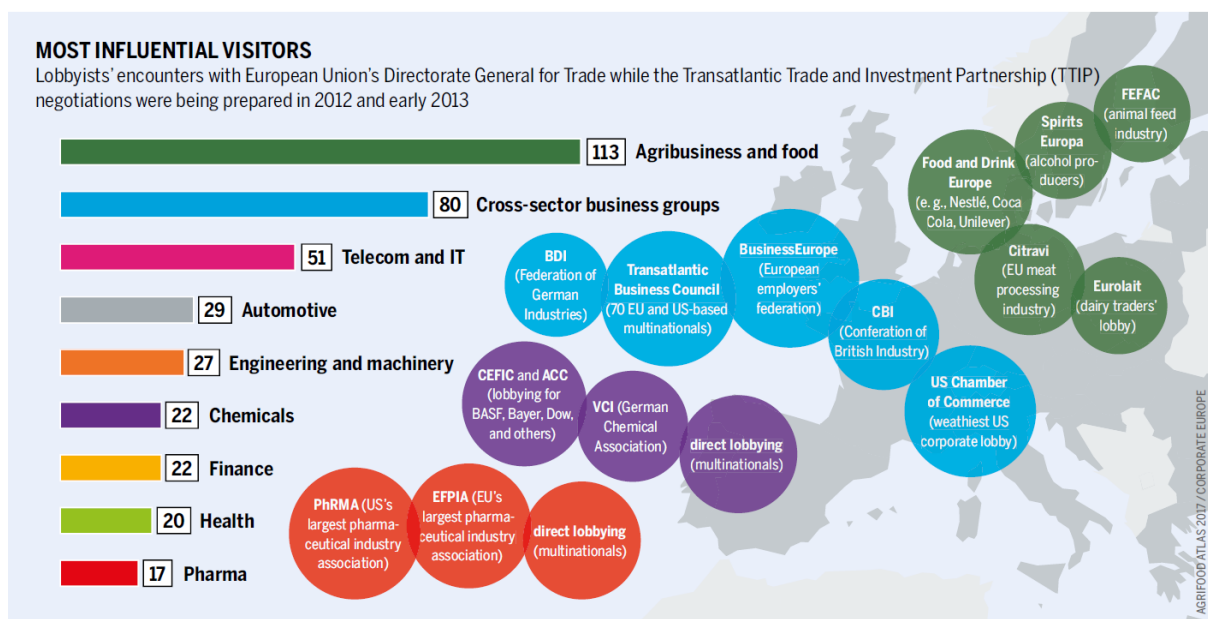 MOST INFLUENTIAL VISITORS
Lobbyists' encounters with European Union's Directorate General for Trade while the Transatlantic Trade and Investment Partnership (TTIP)
negotiations were being prepared in 2012 and early 2013
113 Agribusiness and food
80 Cross-sector business groups
51 Telecom and IT
29 Automotive
27 Engineering and machinery
22 Chemicals
22 Finance
20 Health
17 Pharma
FEFAC
(animal feed
industry)
Spirits
Europa
(alcohol pro-
ducers)
Food and Drink
Europe
(e. g., Nestlé, Coca
Cola, Unilever)
Citravi
(EU meat
processing
industry)
Eurolait
(dairy traders'
lobby)
BDI
(Federation of
German
Industries)
Transatlantic
Business Council
(70 EU and US-based
multinationals)
BusinessEurope
(European
employers'
federation)
CBI
(Conferation of
British Industry)
US Chamber
of Commerce
(weathiest US
corporate lobby)
CEFIC and ACC
(lobbying for
BASF, Bayer, Dow,
and others)
VCI (German
Chemical
Association)
direct lobbying
(multinationals)
PhRMA (US's
largest pharma-
ceutical industry
association)
EFPIA (EU's
largest pharma-
ceutical industry
association)
direct lobbying
(multinationals)
AGRIFOOD ATLAS 2017 / CORPORATE EUROPE